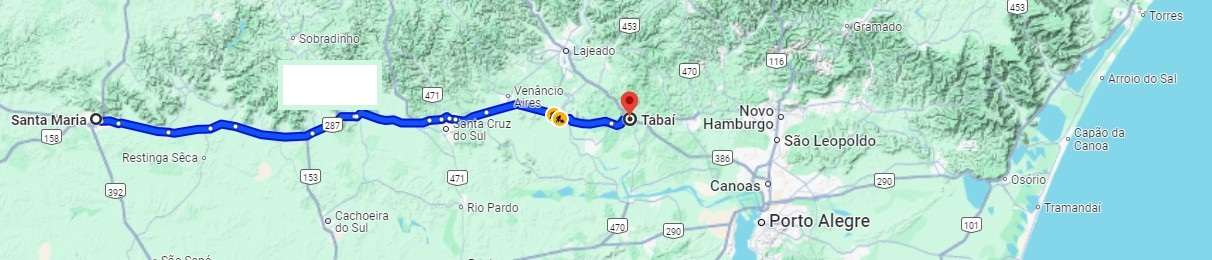 453
Torres
Gramado
Sobradinho
Lajeado
116
470
Arroio do Sal
471
Venâncio
Aires
Novo
Hamburgo
Santa Maria
287
Santa Cruz
do Sul
Tabaí
Capão da
Canoa
158
São Leopoldo
Restinga Sêca
386
153
471
Canoas
290
Osório
392
Rio Pardo
Tramandaí
Cachoeira
do Sul
470
290
Porto Alegre
101
453